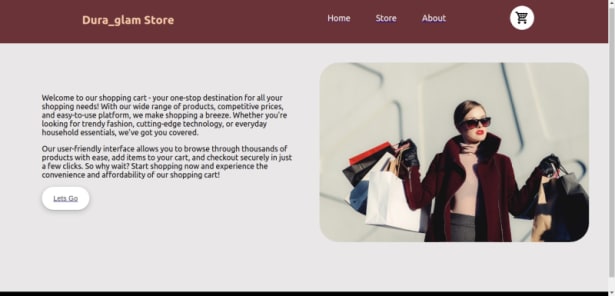 Dura_glam Store
Home
Store
About
Welcome to our shopping cart - your one-stop destination for all your
shopping needs! With our wide range of products, competitive prices,
and easy-to-use platform, we make shopping a breeze. Whether you're
looking for trendy fashion, cutting-edge technology, or everyday
household essentials, we've got you covered.
Our user-friendly interface allows you to browse through thousands of
products with ease, add items to your cart, and checkout securely in just
a few clicks. So why wait? Start shopping now and experience the
convenience and affordability of our shopping cart!
Lets Go